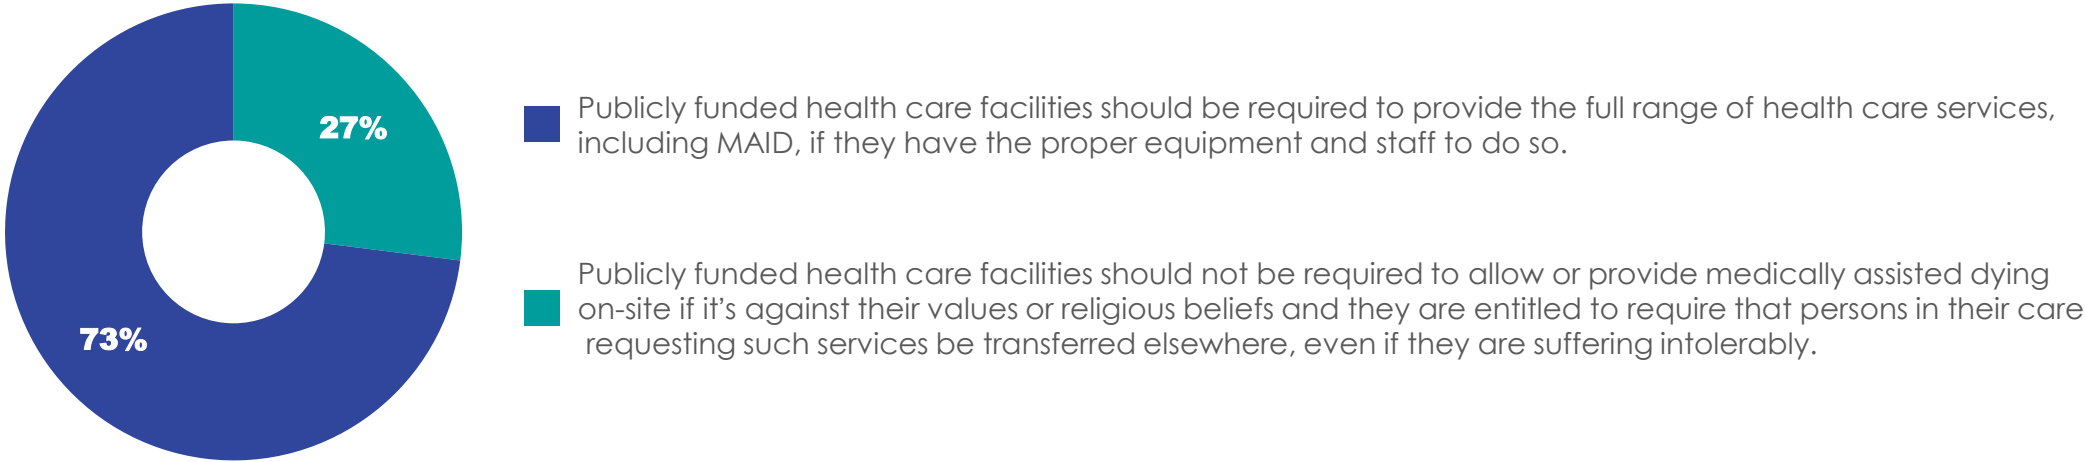 27%
73%
Publicly funded health care facilities should be required to provide the full range of health care services,
including MAID, if they have the proper equipment and staff to do so.
Publicly funded health care facilities should not be required to allow or provide medically assisted dying
on-site if it's against their values or religious beliefs and they are entitled to require that persons in their care
requesting such services be transferred elsewhere, even if they are suffering intolerably.